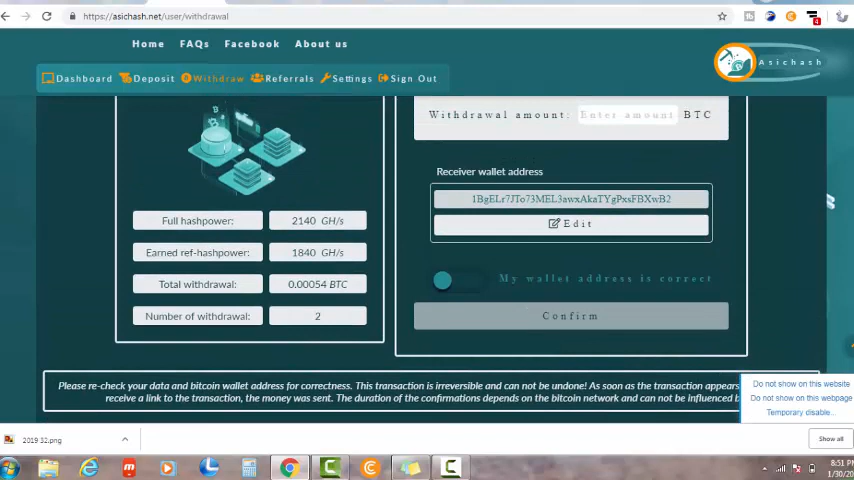 https://asichash.net/user/withdrawal
4
Home FAQs Facebook About us
Asichash
Dashboard Deposit Withdraw Referrals Settings Sign Out
Withdrawal amount: Enter amount BTC
Receiver wallet address
1BgELr7JTo73MEL3awxAkaTYgPxsFBXwB2
Edit
Full hashpower: 2140 GH/s
Earned ref-hashpower: 1840 GH/s
Total withdrawal: 0.00054 BTC
Number of withdrawal: 2
My wallet address is correct
Confirm
Please re-check your data and bitcoin wallet address for correctness. This transaction is irreversible and can not be undone! As soon as the transaction appears
receive a link to the transaction, the money was sent. The duration of the confirmations depends on the bitcoin network and can not be influenced b
Do not show on this website
Do not show on this webpage
Temporary disable...
2019 32.png
Show all
8:51 PM
1/30/20